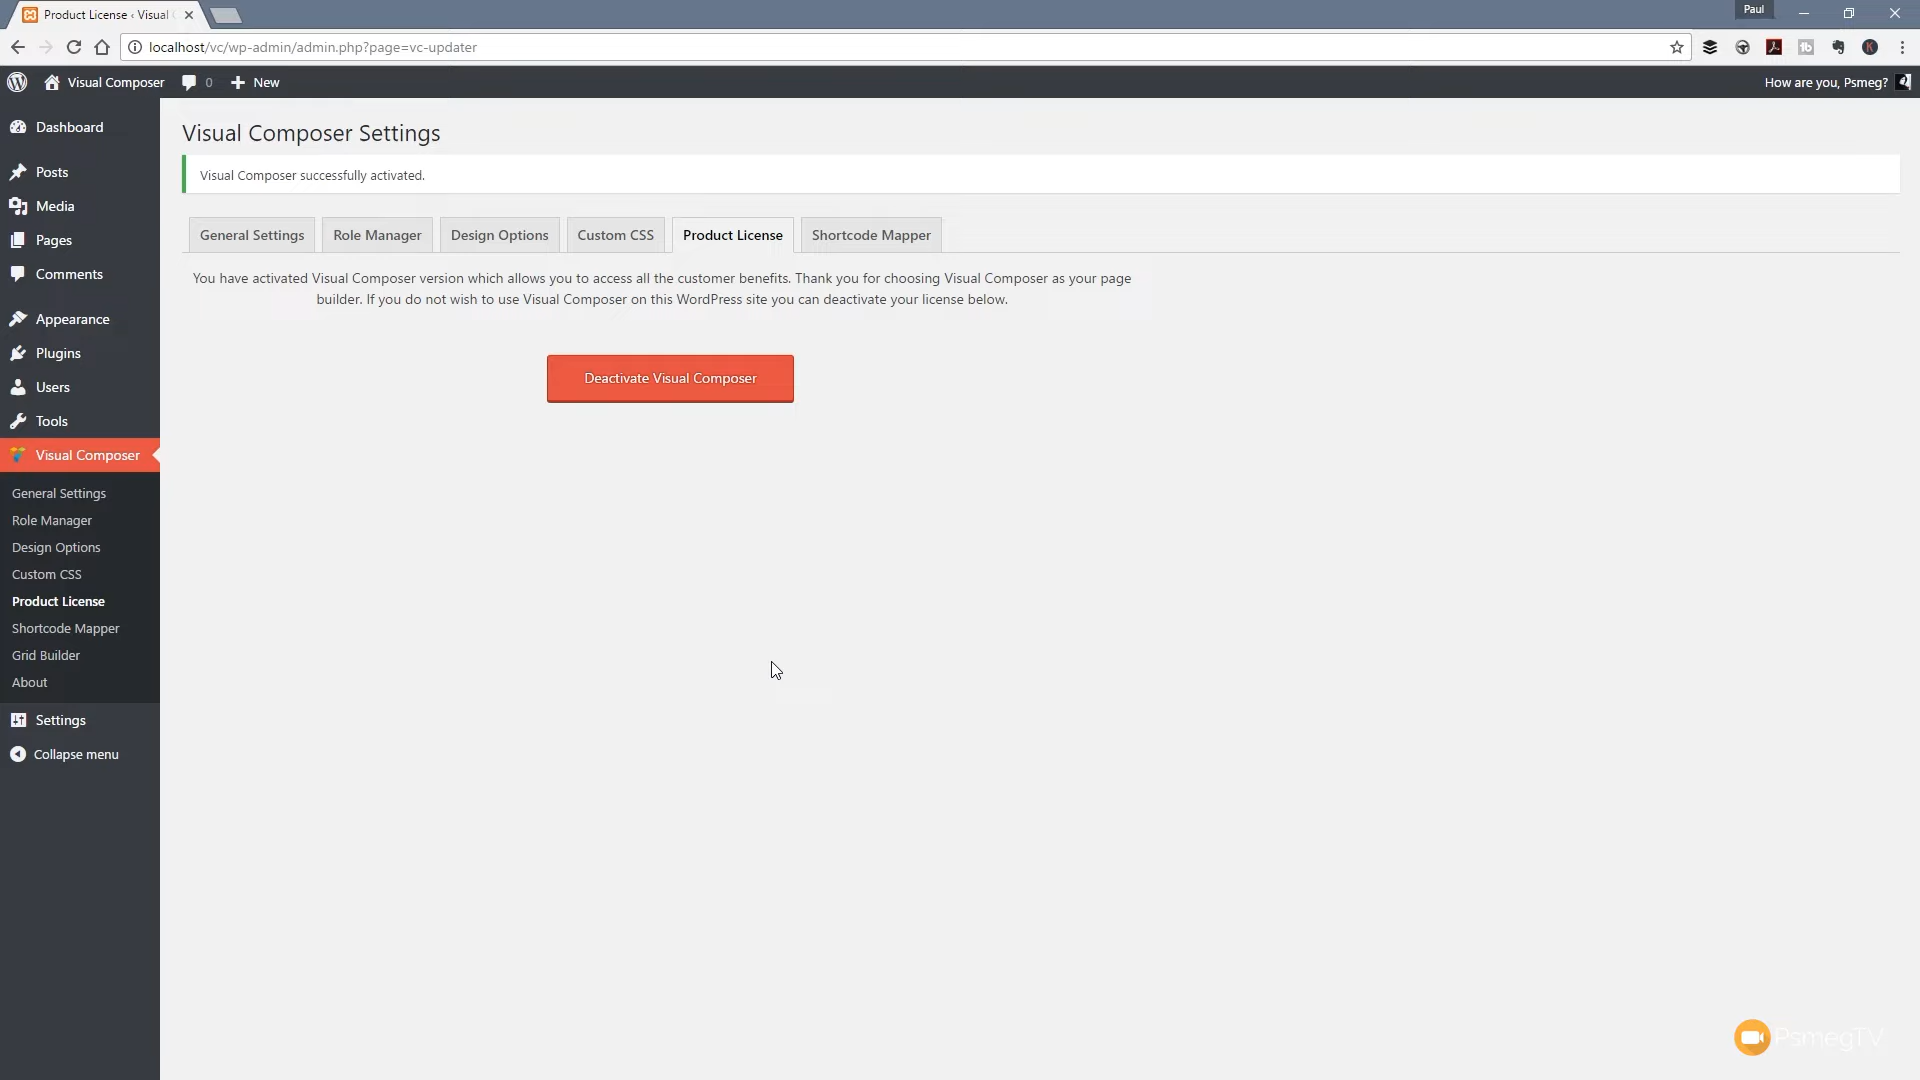 Product License ‹ Visual
Paul
localhost/vc/wp-admin/admin.php?page=vc-updater
Visual Composer
0
New
How are you, Psmeg?
Dashboard
Posts
Media
Pages
Comments
Appearance
Plugins
Users
Tools
Visual Composer
General Settings
Role Manager
Design Options
Custom CSS
Product License
Shortcode Mapper
Grid Builder
About
Settings
Collapse menu
Visual Composer Settings
Visual Composer successfully activated.
General Settings
Role Manager
Design Options
Custom CSS
Product License
Shortcode Mapper
You have activated Visual Composer version which allows you to access all the customer benefits. Thank you for choosing Visual Composer as your page
builder. If you do not wish to use Visual Composer on this WordPress site you can deactivate your license below.
Deactivate Visual Composer
PsmegTV